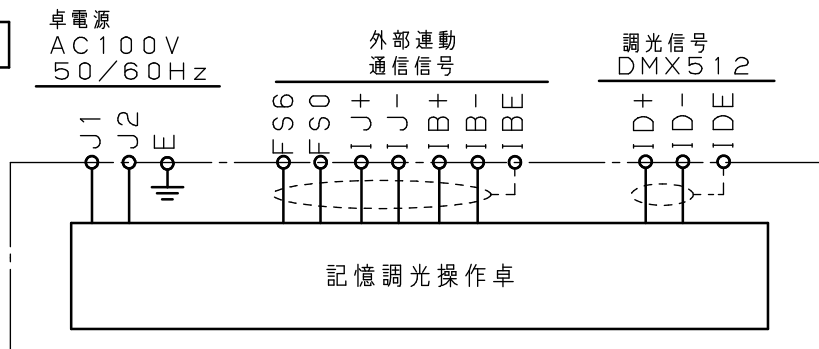 卓電源
AC100V
50/60Hz
外部連動
通信信号
調光信号
DMX512
J1
J2
E
FS6
FS0
IJ+
IJ-
IB+
IB-
IBE
ID+
ID-
IDE
記憶調光操作卓